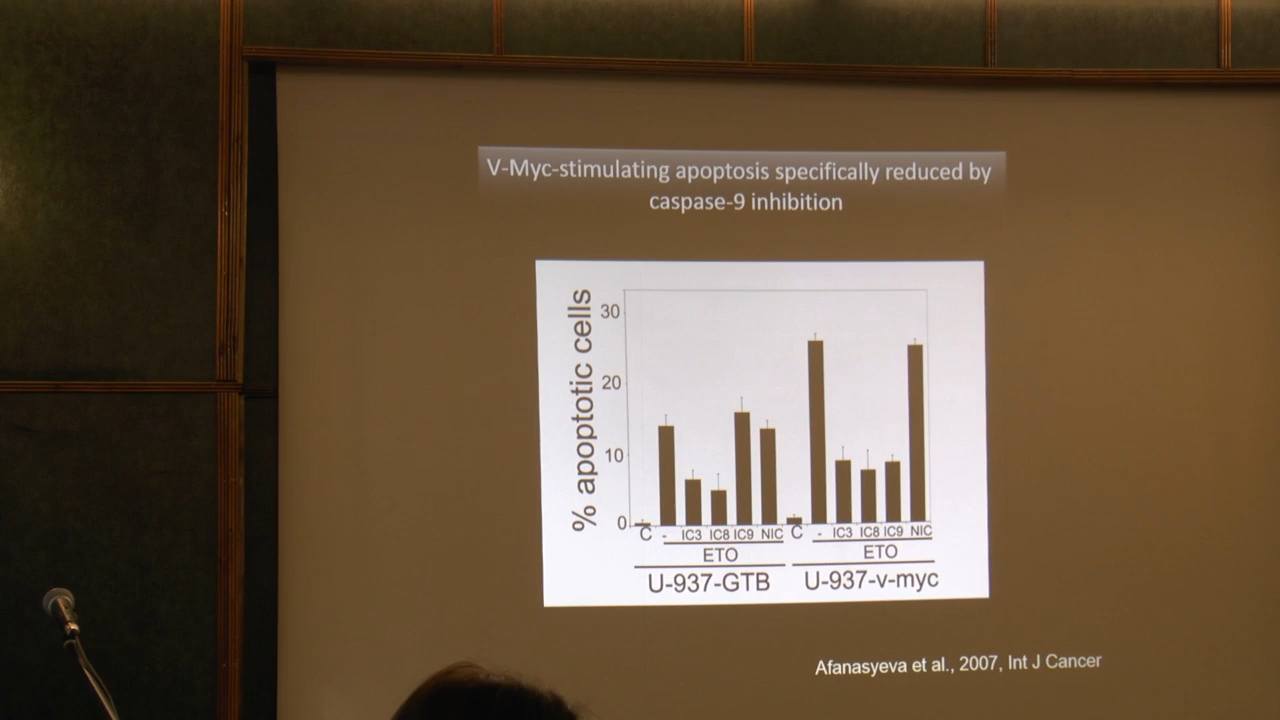 V-Myc-stimulating apoptosis specifically reduced by
caspase-9 inhibition
% apoptotic cells
30
20
10
0
C - IC3 IC8 IC9 NIC C - IC3 IC8 IC9 NIC
ETO ETO
U-937-GTB U-937-v-myc
Afanasyeva et al., 2007, Int J Cancer